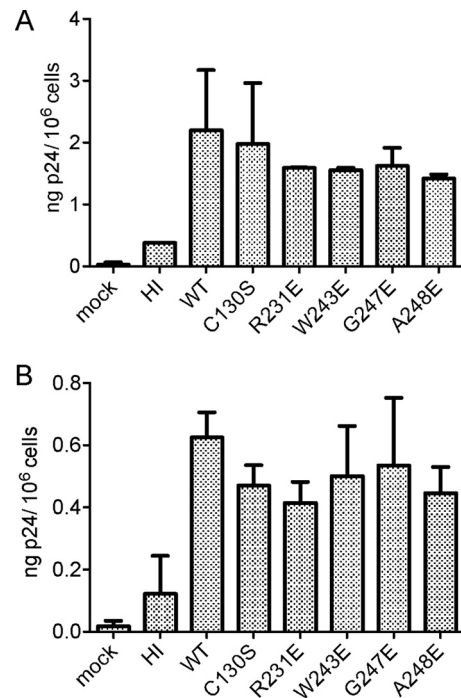 A
ng p24/10⁶ cells
4
3
2
1
0
mock
HI
WT
C130S
R231E
W243E
G247E
A248E
B
ng p24/10⁶ cells
0.8
0.6
0.4
0.2
0.0
mock
HI
WT
C130S
R231E
W243E
G247E
A248E